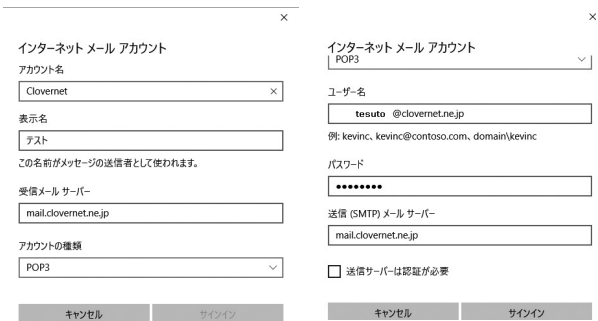 インターネット メール アカウント
アカウント名
Clovernet
表示名
テスト
この名前がメッセージの送信者として使われます。
受信メール サーバー
mail.clovernet.ne.jp
アカウントの種類
POP3
キャンセル
サインイン
インターネット メール アカウント
POP3
ユーザー名
tesuto @clovernet.ne.jp
例: kevinc、kevinc@contoso.com、domain\kevinc
パスワード
●●●●●●●●
送信 (SMTP) メール サーバー
mail.clovernet.ne.jp
送信サーバーは認証が必要
キャンセル
サインイン